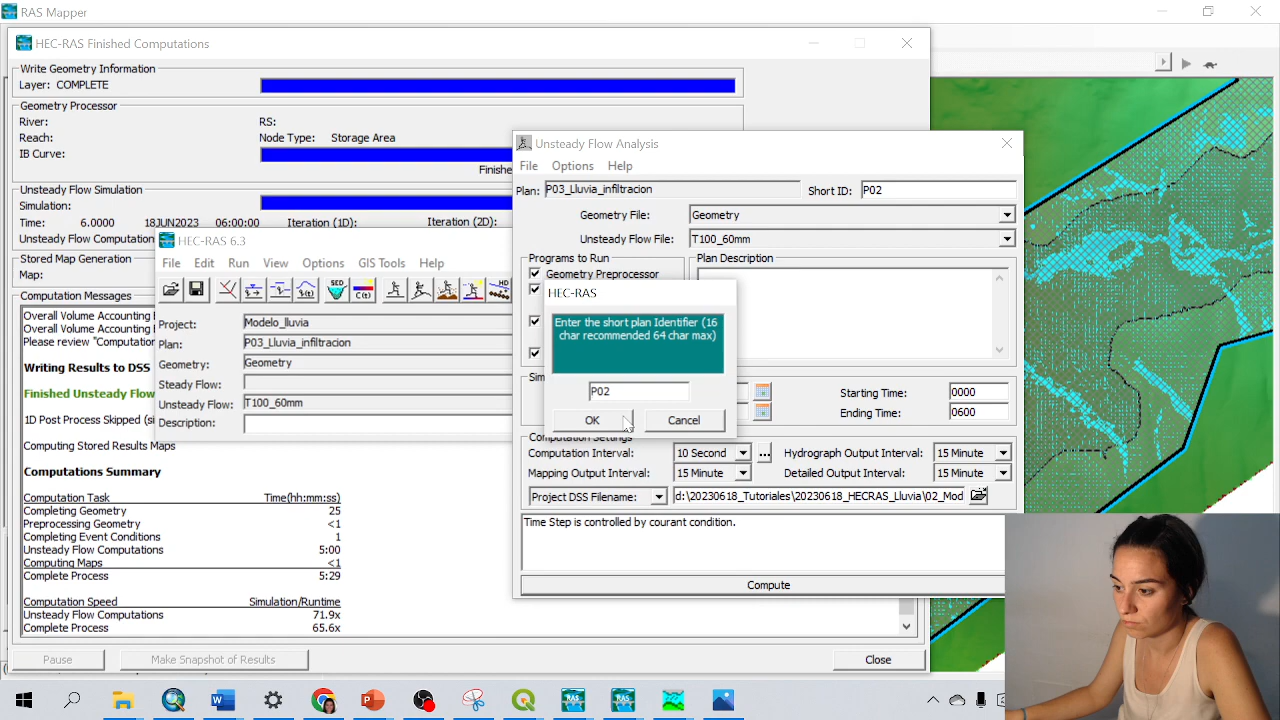 RAS Mapper
HEC-RAS Finished Computations
Write Geometry Information
Layer: COMPLETE
Geometry Processor
River:
RS:
Reach:
Node Type: Storage Area
IB Curve:
Finishe
Unsteady Flow Simulation
Simulation:
Time: 6.0000 18JUN2023 06:00:00 Iteration (1D): Iteration (2D):
Unsteady Flow Computation
Stored Map Generation
Map:
Computation Messages
Overall Volume Accounting
Overall Volume Accounting
Please review "Computation
Writing Results to DSS
Finished Unsteady Flow
1D Post Process Skipped (si
Computing Stored Results Maps
Computations Summary
Computation Task Time(hh:mm:ss)
Completing Geometry 25
Preprocessing Geometry <1
Completing Event Conditions 1
Unsteady Flow Computations 5:00
Computing Maps <1
Complete Process 5:29
Computation Speed Simulation/Runtime
Unsteady Flow Computations 71.9x
Complete Process 65.6x
Pause
Make Snapshot of Results
Close
HEC-RAS 6.3
File Edit Run View Options GIS Tools Help
Project: Modelo_lluvia
Plan: P03_Lluvia_infiltracion
Geometry: Geometry
Steady Flow:
Unsteady Flow: T100_60mm
Description:
Unsteady Flow Analysis
File Options Help
Plan: P03_Lluvia_infiltracion Short ID: P02
Geometry File: Geometry
Unsteady Flow File: T100_60mm
Programs to Run
Plan Description
Geometry Preprocessor
HEC-RAS
Enter the short plan Identifier (16
char recommended 64 char max)
P02
OK
Cancel
Starting Time: 0000
Ending Time: 0600
Computation Settings
Computation Interval: 10 Second ... Hydrograph Output Interval: 15 Minute
Mapping Output Interval: 15 Minute Detailed Output Interval: 15 Minute
Project DSS Filename: d:\20230618_Tutoriales\20230618_HECRAS_Lluvia\02_Mod
Time Step is controlled by courant condition.
Compute